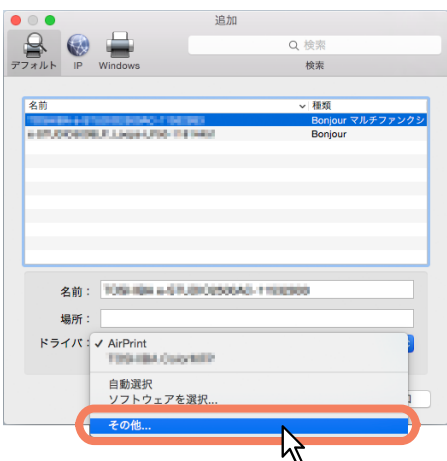 追加
検索
デフォルト IP Windows 検索
名前 種類
Bonjour マルチファンクシ
Bonjour
名前：
場所：
ドライバ： ✓ AirPrint
自動選択
ソフトウェアを選択...
その他...